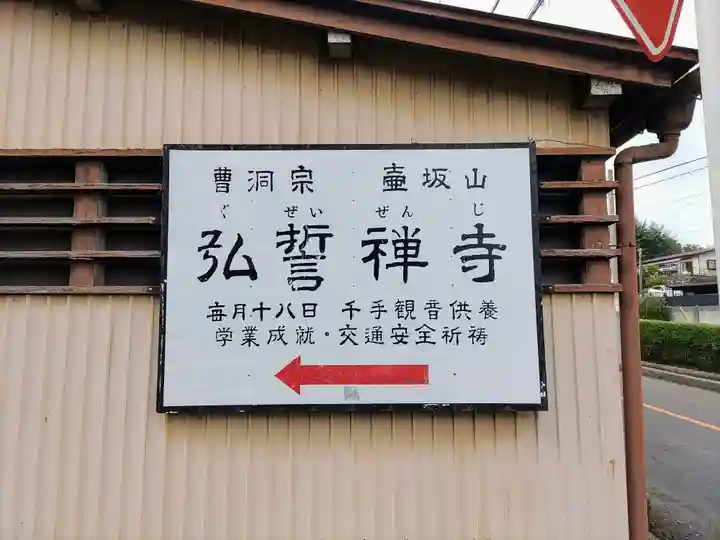 曹洞宗　壷坂山
ぐ ぜい ぜん じ
弘誓禅寺
毎月十八日　千手観音供養
学業成就・交通安全祈祷